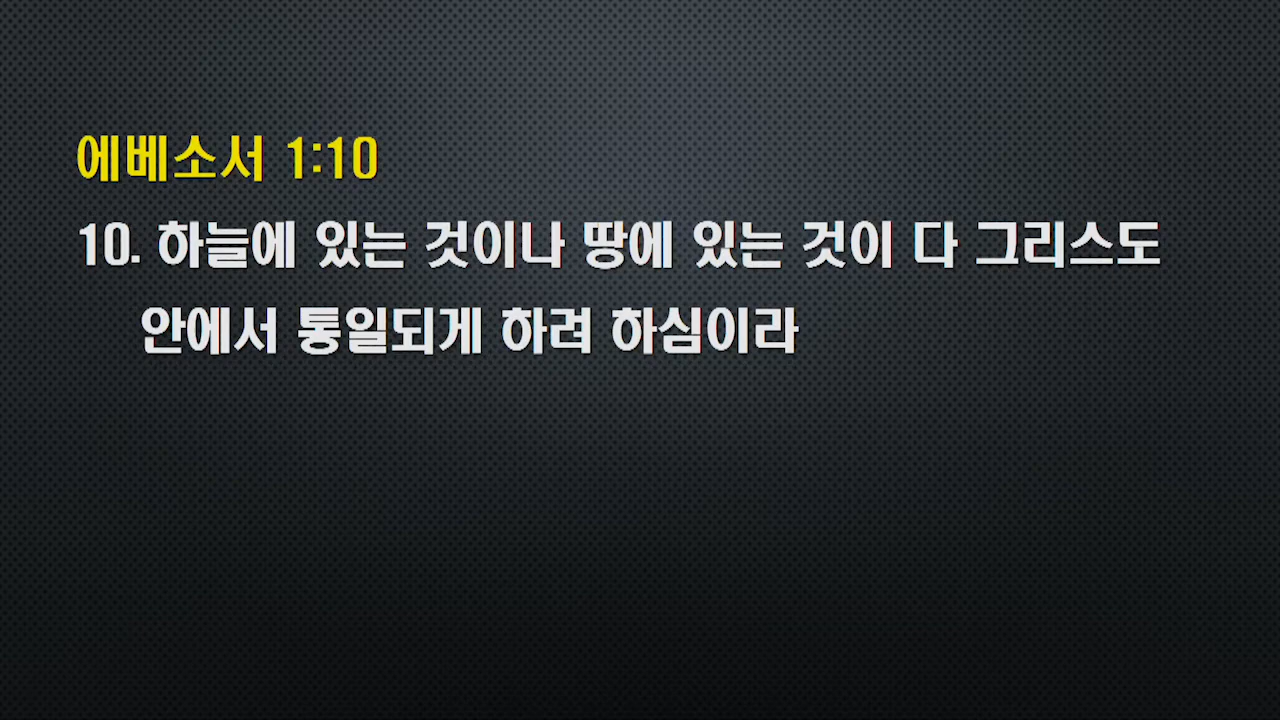 에베소서 1:10
10. 하늘에 있는 것이나 땅에 있는 것이 다 그리스도
안에서 통일되게 하려 하심이라